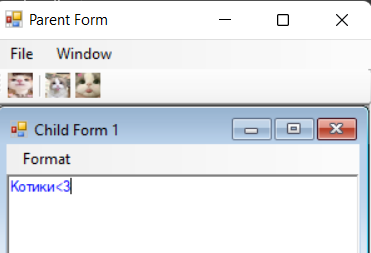 Parent Form
File Window
Child Form 1
Format
Котики<3